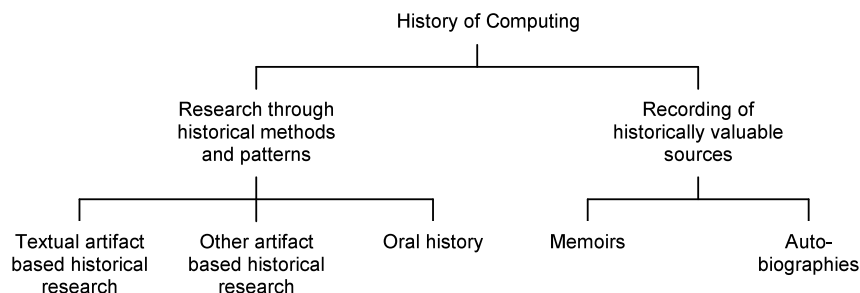 History of Computing
Research through
historical methods
and patterns
Recording of
historically valuable
sources
Textual artifact
based historical
research
Other artifact
based historical
research
Oral history
Memoirs
Auto-
biographies